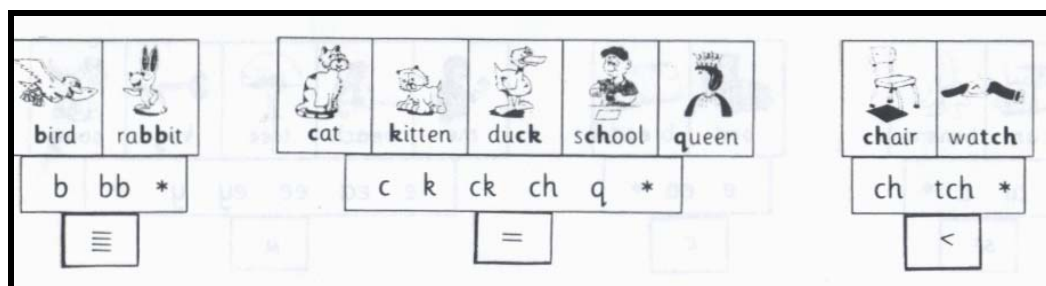 bird rabbit cat kitten duck school queen chair watch
b bb * c k ck ch q * ch tch *
= <